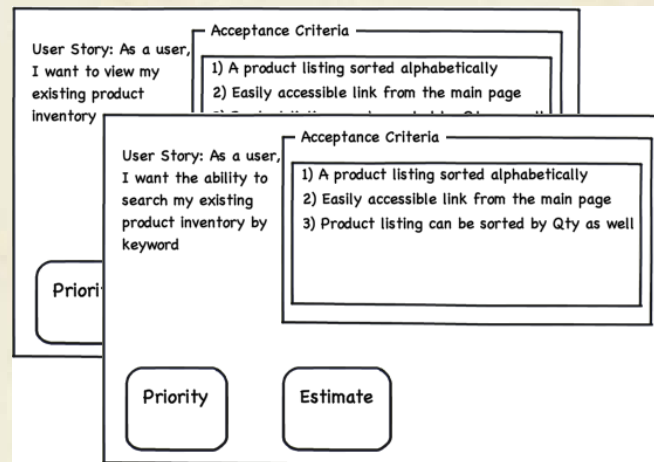 User Story: As a user,
I want to view my
existing product
inventory
Acceptance Criteria
1) A product listing sorted alphabetically
2) Easily accessible link from the main page
Priori
User Story: As a user,
I want the ability to
search my existing
product inventory by
keyword
Acceptance Criteria
1) A product listing sorted alphabetically
2) Easily accessible link from the main page
3) Product listing can be sorted by Qty as well
Priority
Estimate